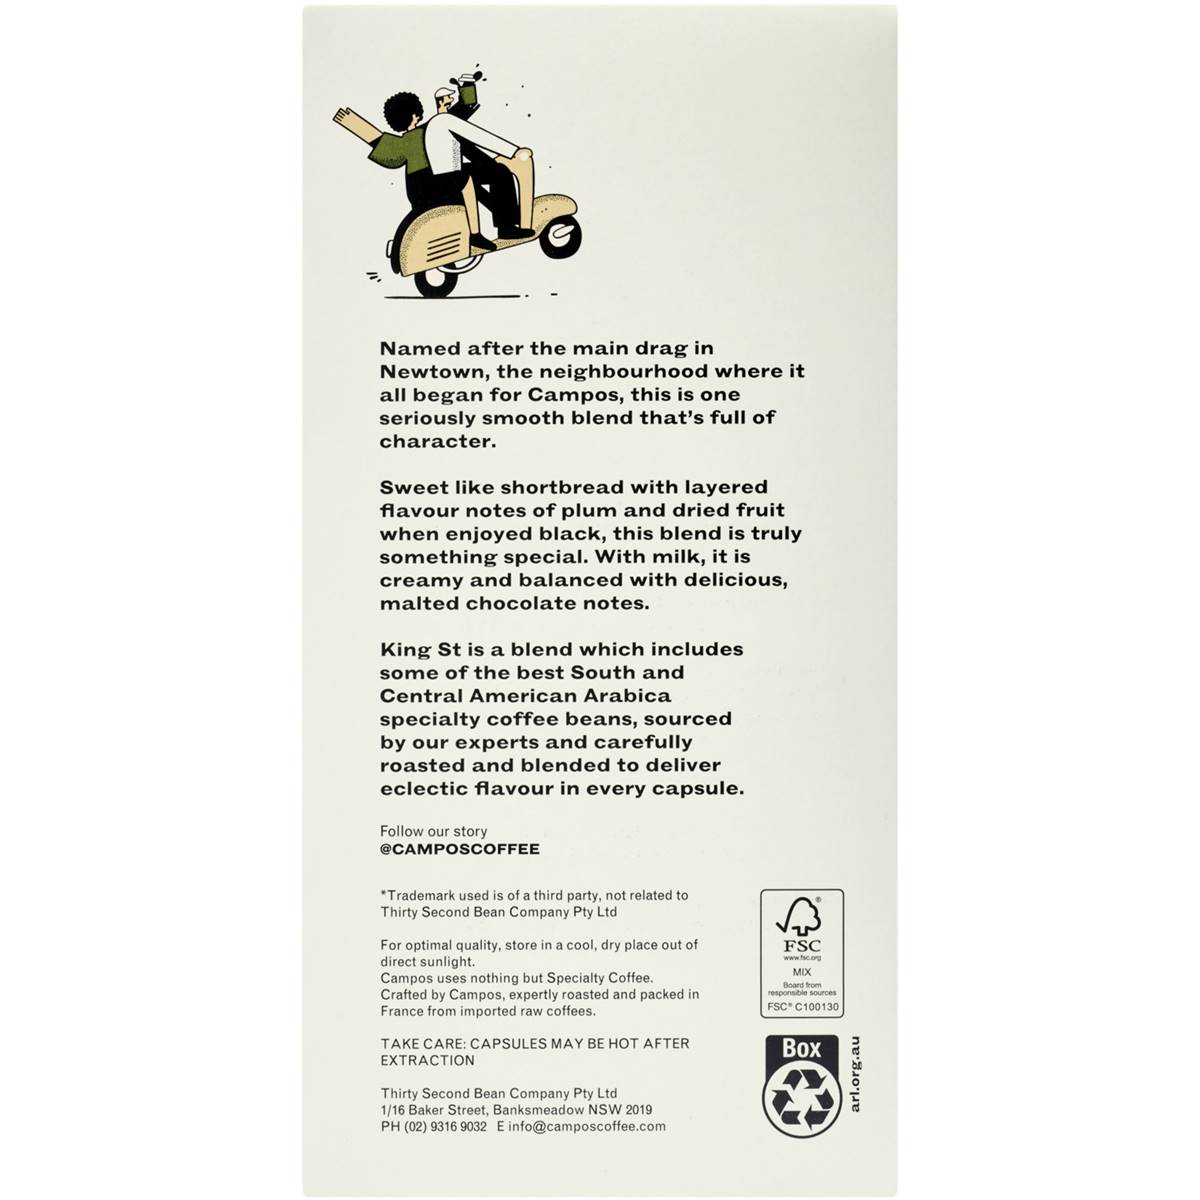 Named after the main drag in
Newtown, the neighbourhood where it
all began for Campos, this is one
seriously smooth blend that's full of
character.
Sweet like shortbread with layered
flavour notes of plum and dried fruit
when enjoyed black, this blend is truly
something special. With milk, it is
creamy and balanced with delicious,
malted chocolate notes.
King St is a blend which includes
some of the best South and
Central American Arabica
specialty coffee beans, sourced
by our experts and carefully
roasted and blended to deliver
eclectic flavour in every capsule.
Follow our story
@CAMPOSCOFFEE
*Trademark used is of a third party, not related to
Thirty Second Bean Company Pty Ltd
For optimal quality, store in a cool, dry place out of
direct sunlight.
Campos uses nothing but Specialty Coffee.
Crafted by Campos, expertly roasted and packed in
France from imported raw coffees.
TAKE CARE: CAPSULES MAY BE HOT AFTER
EXTRACTION
Thirty Second Bean Company Pty Ltd
1/16 Baker Street, Banksmeadow NSW 2019
PH (02) 9316 9032 E info@camposcoffee.com
®
FSC
www.fsc.org
MIX
Board from
responsible sources
FSC® C100130
Box
arl.org.au